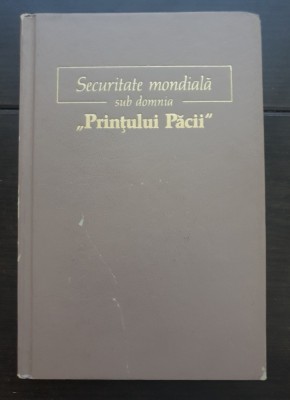 Securitate mondială
sub domnia
„Prințului Păcii“